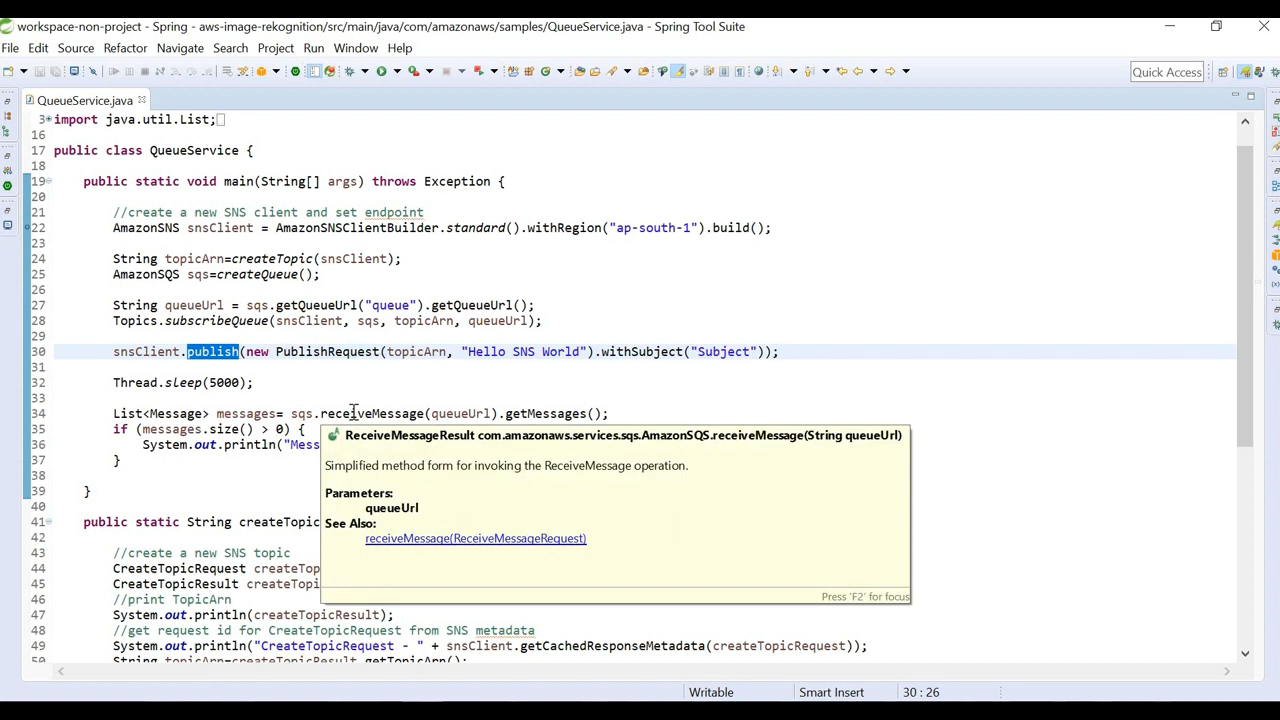 workspace-non-project - Spring - aws-image-rekognition/src/main/java/com/amazonaws/samples/QueueService.java - Spring Tool Suite
File Edit Source Refactor Navigate Search Project Run Window Help
Quick Access
QueueService.java
3 import java.util.List;
16
17 public class QueueService {
18
19 public static void main(String[] args) throws Exception {
20
21 //create a new SNS client and set endpoint
22 AmazonSNS snsClient = AmazonSNSClientBuilder.standard().withRegion("ap-south-1").build();
23
24 String topicArn=createTopic(snsClient);
25 AmazonSQS sqs=createQueue();
26
27 String queueUrl = sqs.getQueueUrl("queue").getQueueUrl();
28 Topics.subscribeQueue(snsClient, sqs, topicArn, queueUrl);
29
30 snsClient.publish(new PublishRequest(topicArn, "Hello SNS World").withSubject("Subject"));
31
32 Thread.sleep(5000);
33
34 List<Message> messages= sqs.receiveMessage(queueUrl).getMessages();
35 if (messages.size() > 0) {
36 System.out.println("Mess
37 }
38
39 }
40
41 public static String createTopic
42
43 //create a new SNS topic
44 CreateTopicRequest createTop
45 CreateTopicResult createTopi
46 //print TopicArn
47 System.out.println(createTopicResult);
48 //get request id for CreateTopicRequest from SNS metadata
49 System.out.println("CreateTopicRequest - " + snsClient.getCachedResponseMetadata(createTopicRequest));
50 String topicArn=createTopicResult.getTopicArn();
ReceiveMessageResult com.amazonaws.services.sqs.AmazonSQS.receiveMessage(String queueUrl)
Simplified method form for invoking the ReceiveMessage operation.
Parameters:
queueUrl
See Also:
receiveMessage(ReceiveMessageRequest)
Press 'F2' for focus
Writable Smart Insert 30 : 26